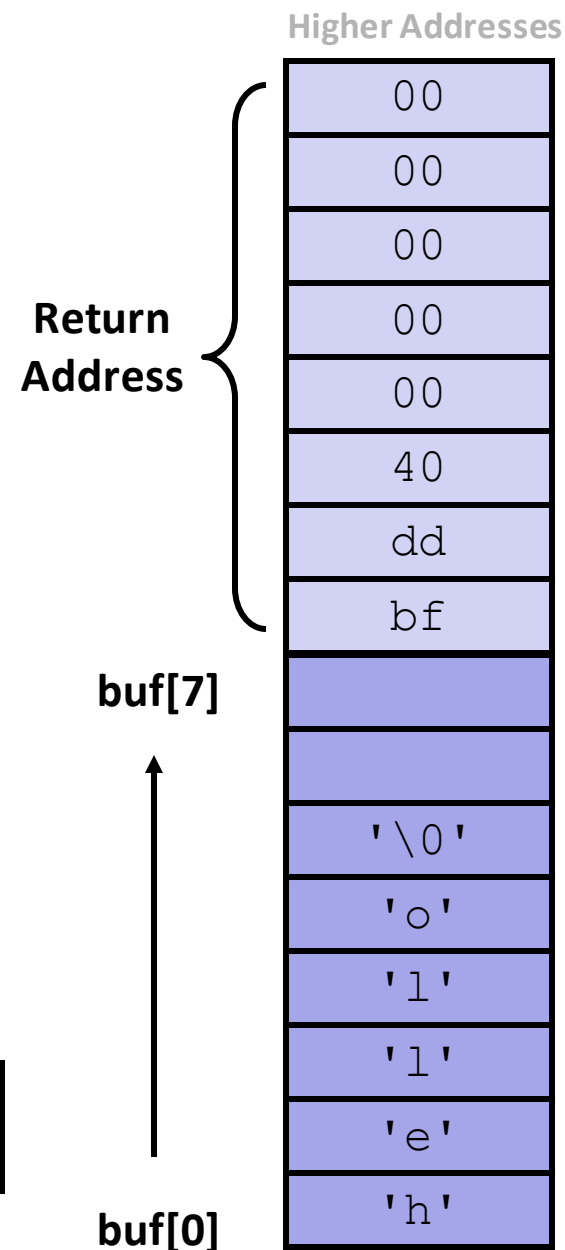 Higher Addresses
00
00
00
00
Return
Address
00
40
dd
bf
buf[7]
'\0'
'o'
'l'
'l'
'e'
'h'
buf[0]